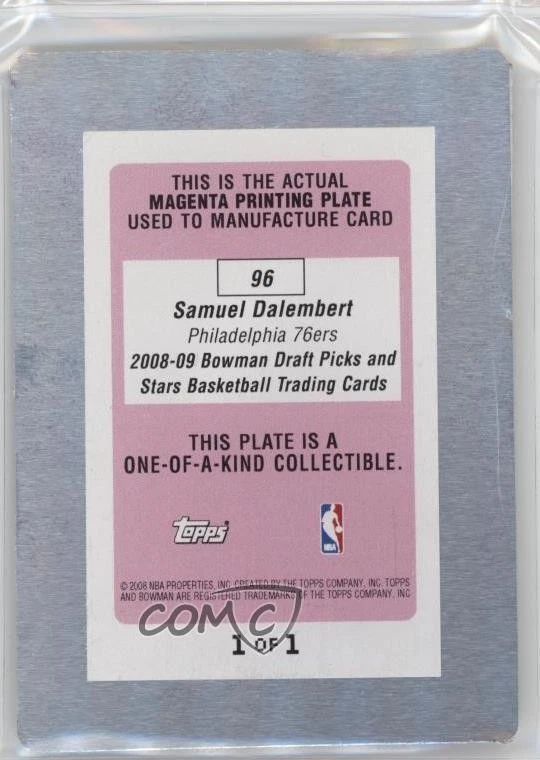 THIS IS THE ACTUAL
MAGENTA PRINTING PLATE
USED TO MANUFACTURE CARD
96
Samuel Dalembert
Philadelphia 76ers
2008-09 Bowman Draft Picks and
Stars Basketball Trading Cards
THIS PLATE IS A
ONE-OF-A-KIND COLLECTIBLE.
topps
NBA
© 2008 NBA PROPERTIES, INC. CREATED BY THE TOPPS COMPANY, INC. TOPPS
AND BOWMAN ARE REGISTERED TRADEMARKS OF THE TOPPS COMPANY, INC
COMC
1 OF 1